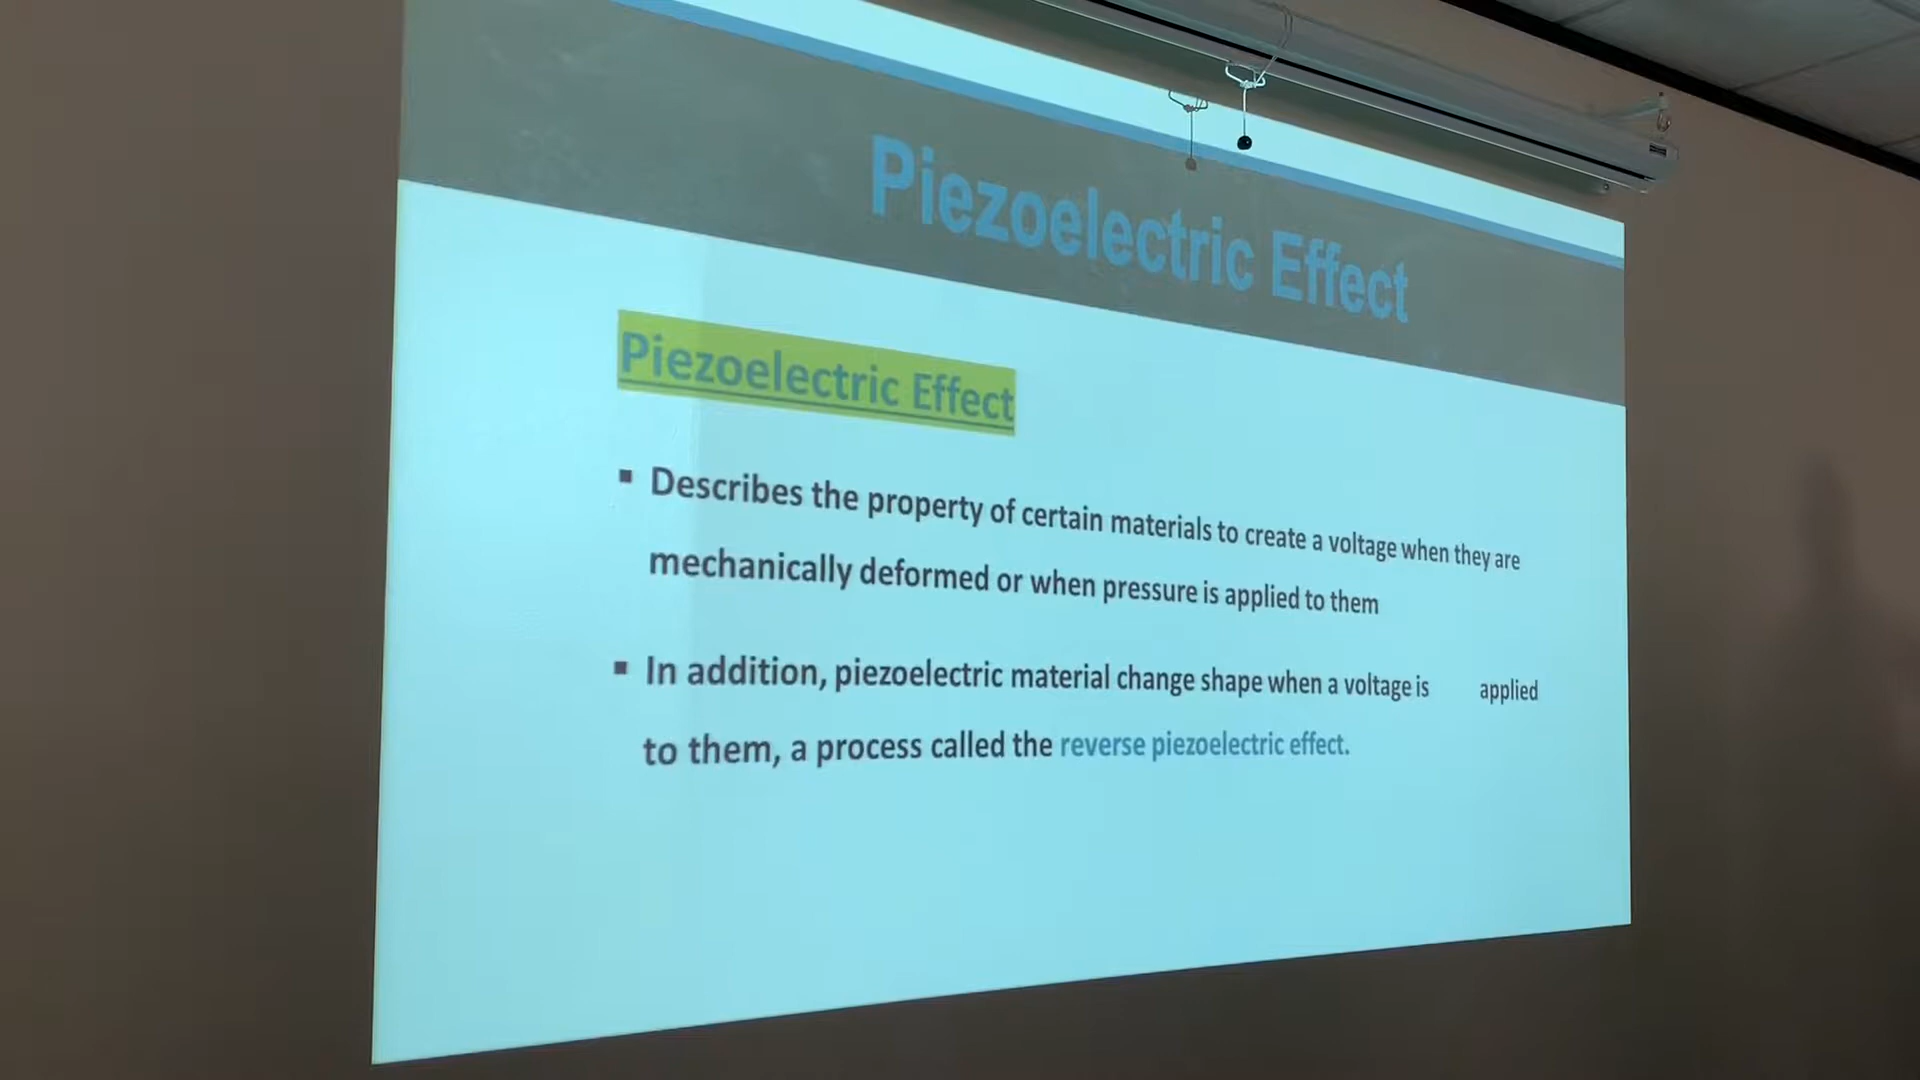 Piezoelectric Effect
Piezoelectric Effect
▪ Describes the property of certain materials to create a voltage when they are
mechanically deformed or when pressure is applied to them
▪ In addition, piezoelectric material change shape when a voltage is applied
to them, a process called the reverse piezoelectric effect.